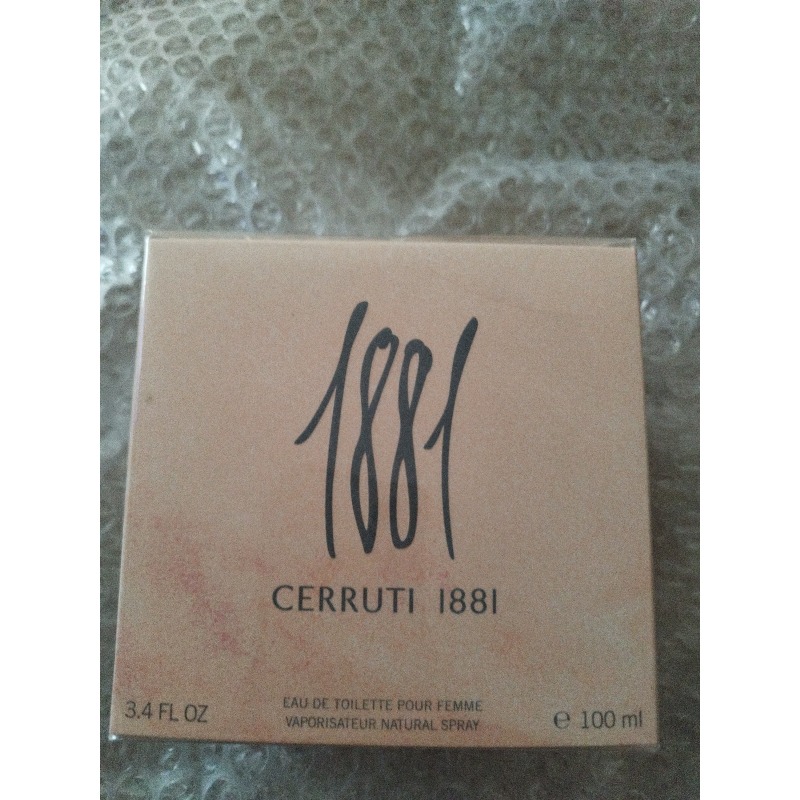 1881
CERRUTI 1881
3.4 FL OZ
EAU DE TOILETTE POUR FEMME
VAPORISATEUR NATURAL SPRAY
℮ 100 ml